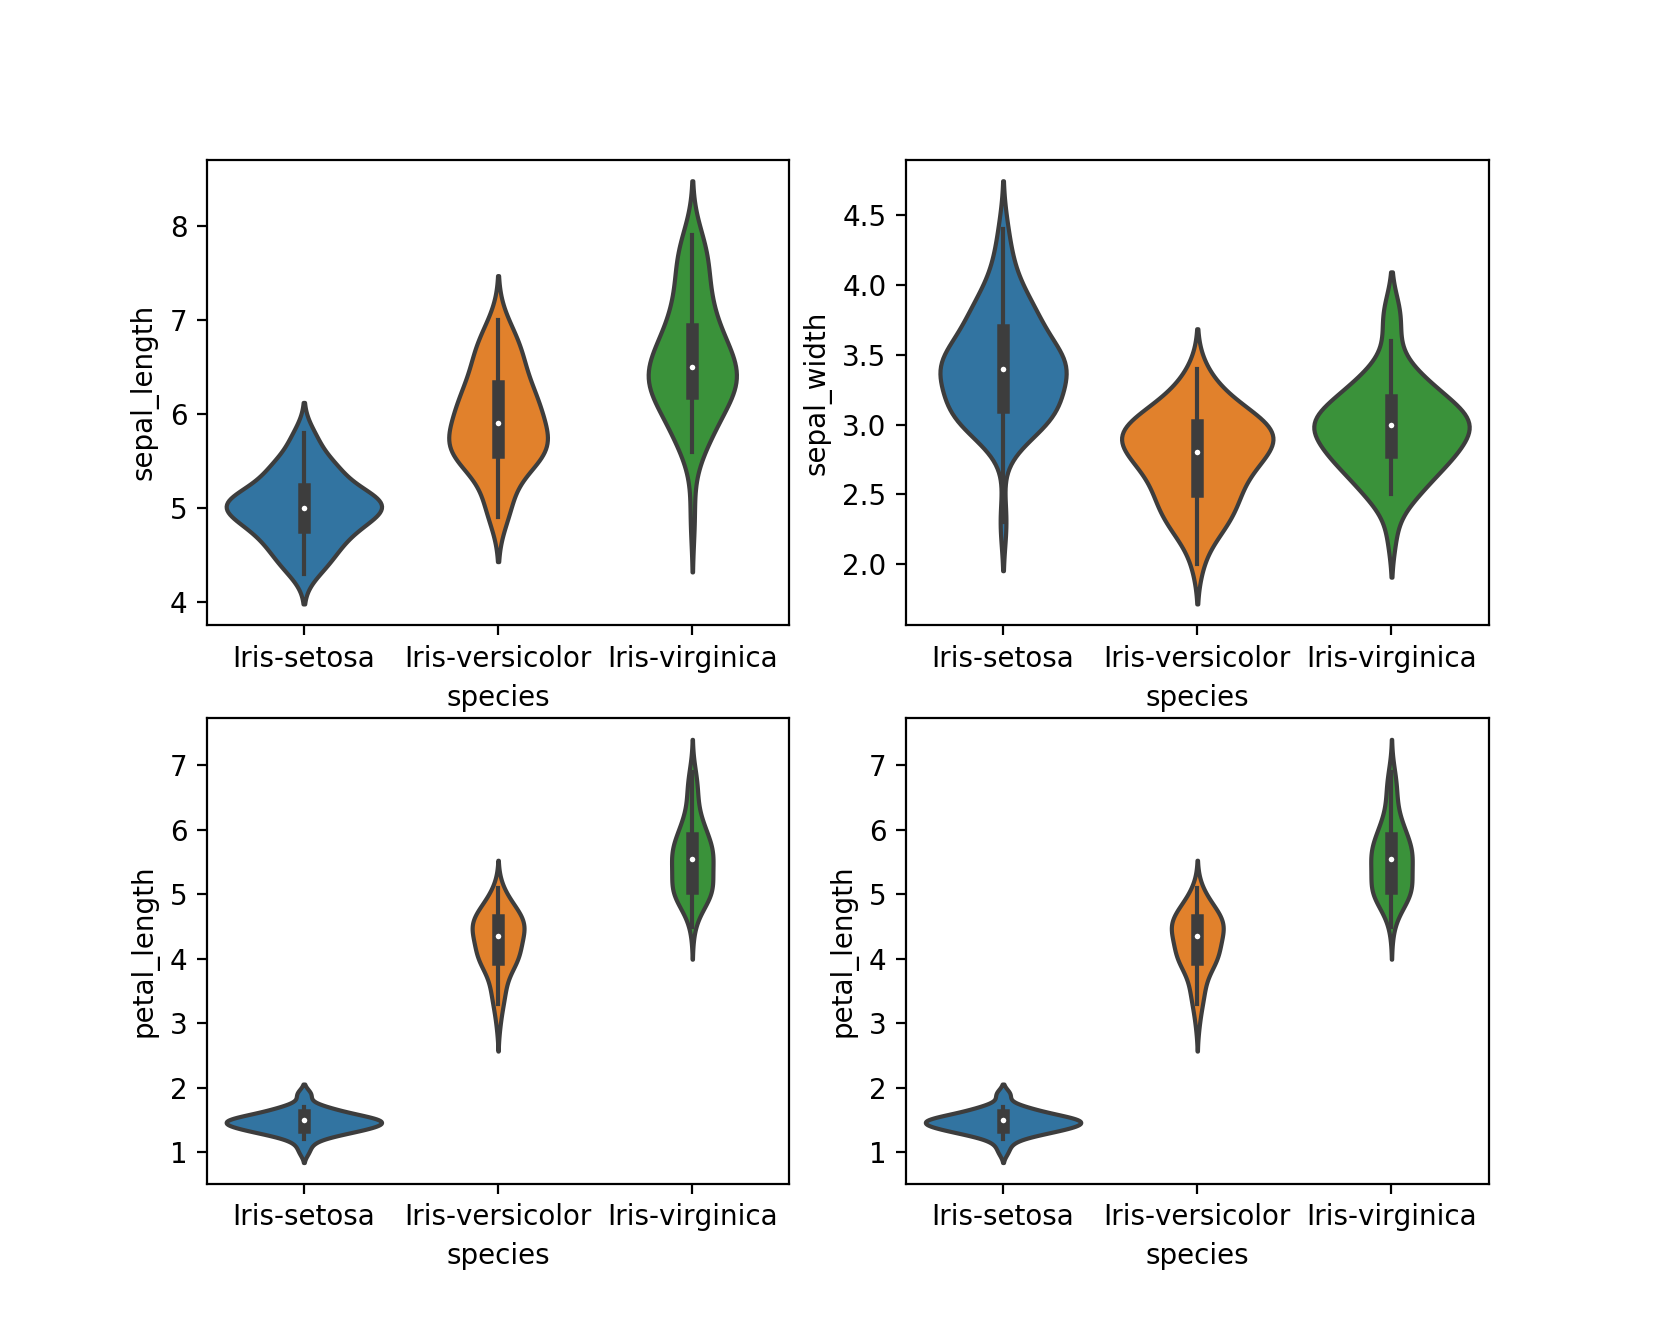 sepal_length
8
7
6
5
4
Iris-setosa Iris-versicolor Iris-virginica
species
sepal_width
4.5
4.0
3.5
3.0
2.5
2.0
Iris-setosa Iris-versicolor Iris-virginica
species
petal_length
7
6
5
4
3
2
1
Iris-setosa Iris-versicolor Iris-virginica
species
petal_length
7
6
5
4
3
2
1
Iris-setosa Iris-versicolor Iris-virginica
species